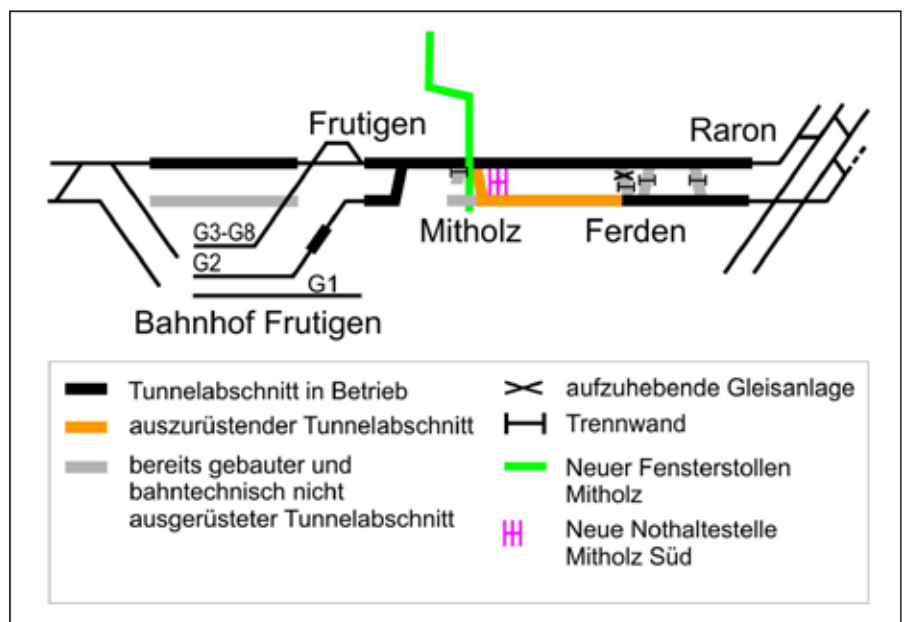 Frutigen
Raron
G3-G8
Mitholz
Ferden
G2
G1
Bahnhof Frutigen
Tunnelabschnitt in Betrieb
auszurüstender Tunnelabschnitt
bereits gebauter und
bahntechnisch nicht
ausgerüsteter Tunnelabschnitt
aufzuhebende Gleisanlage
Trennwand
Neuer Fensterstollen
Mitholz
Neue Nothaltestelle
Mitholz Süd